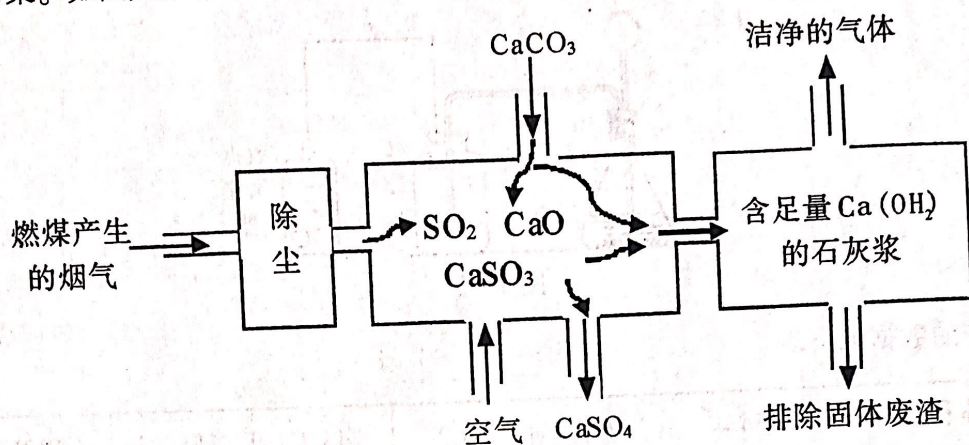 CaCO₃
洁净的气体
燃煤产生
的烟气
除
尘
SO₂ CaO
CaSO₃
含足量Ca(OH)₂
的石灰浆
空气 CaSO₄
排除固体废渣